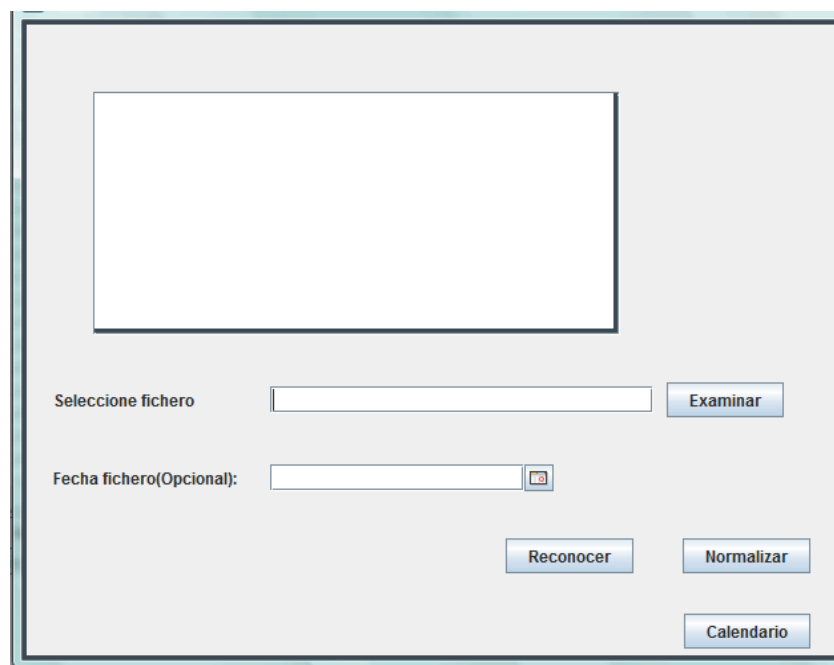 Seleccione fichero
Examinar
Fecha fichero(Opcional):
Reconocer
Normalizar
Calendario